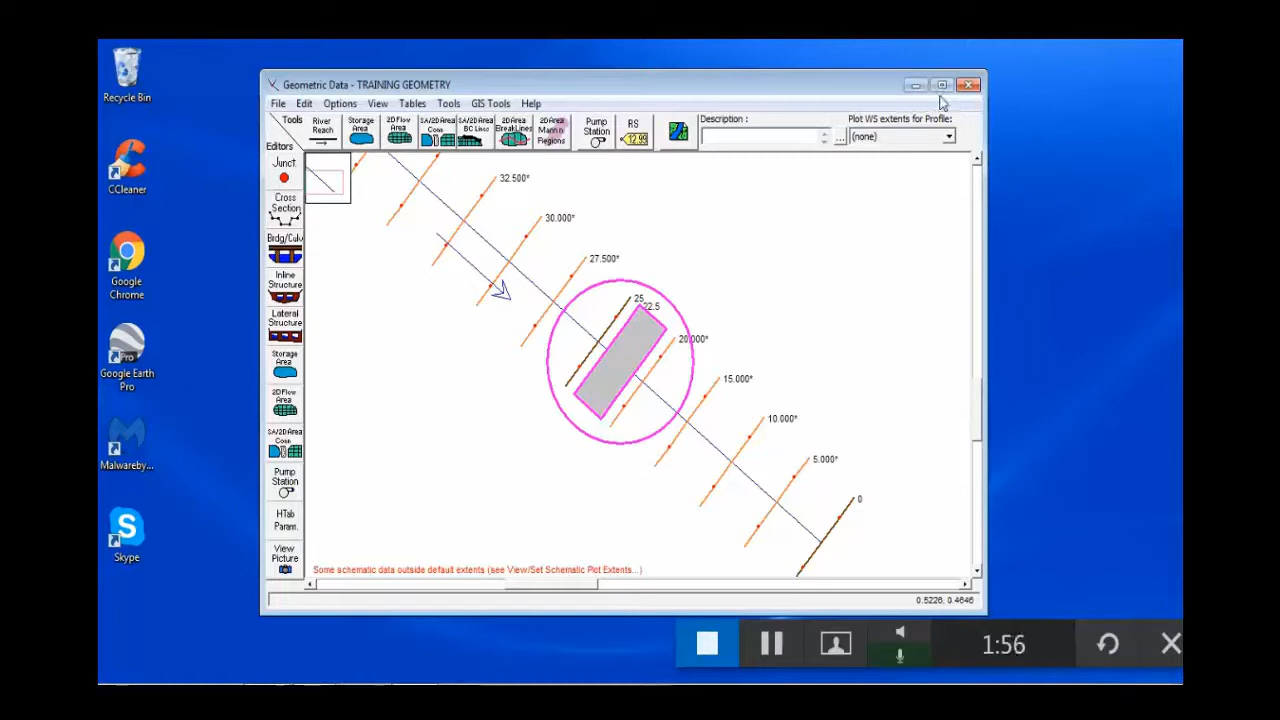 Recycle Bin
CCleaner
Google
Chrome
Google Earth
Pro
Malwareby...
Skype
Geometric Data - TRAINING GEOMETRY
File Edit Options View Tables Tools GIS Tools Help
Tools
River
Reach
Storage
Area
2D Flow
Area
SA/2D Area
Conn
SA/2D Area
BC Lines
2D Area
BreakLines
2D Area
Mann n
Regions
Pump
Station
RS
12.99
Description :
...
Plot WS extents for Profile:
(none)
Editors
Junct.
Cross
Section
Brdg/Culv
Inline
Structure
Lateral
Structure
Storage
Area
2D Flow
Area
SA/2D Area
Conn
Pump
Station
HTab
Param.
View
Picture
32.500*
30.000*
27.500*
25
22.5
20.000*
15.000*
10.000*
5.000*
0
Some schematic data outside default extents (see View/Set Schematic Plot Extents...)
0.5226, 0.4646
1:56